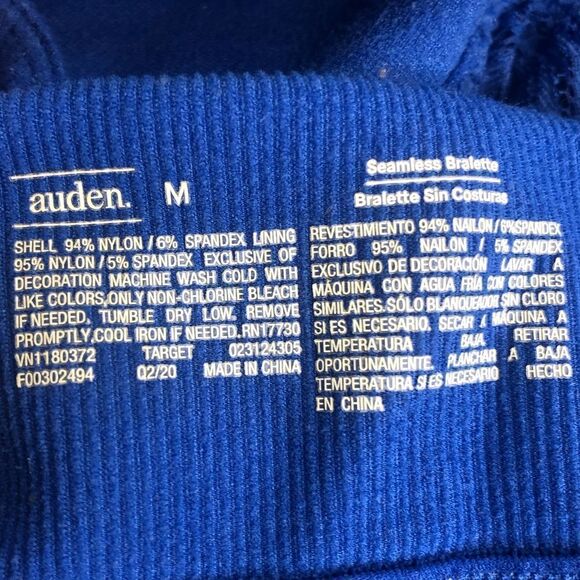 auden. M
SHELL 94% NYLON / 6% SPANDEX LINING
95% NYLON / 5% SPANDEX EXCLUSIVE OF
DECORATION MACHINE WASH COLD WITH
LIKE COLORS,ONLY NON-CHLORINE BLEACH
IF NEEDED, TUMBLE DRY LOW. REMOVE
PROMPTLY,COOL IRON IF NEEDED.RN17730
VN1180372 TARGET 023124305
F00302494 Q2/20 MADE IN CHINA
Seamless Bralette
Bralette Sin Costuras
REVESTIMIENTO 94% NAILON / 6%SPANDEX
FORRO 95% NAILON / 5% SPANDEX
EXCLUSIVO DE DECORACIÓN LAVAR A
MÁQUINA CON AGUA FRÍA CON COLORES
SIMILARES.SÓLO BLANQUEADOR SIN CLORO
SI ES NECESARIO. SECAR A MÁQUINA A
TEMPERATURA BAJA. RETIRAR
OPORTUNAMENTE. PLANCHAR A BAJA
TEMPERATURA SI ES NECESARIO HECHO
EN CHINA